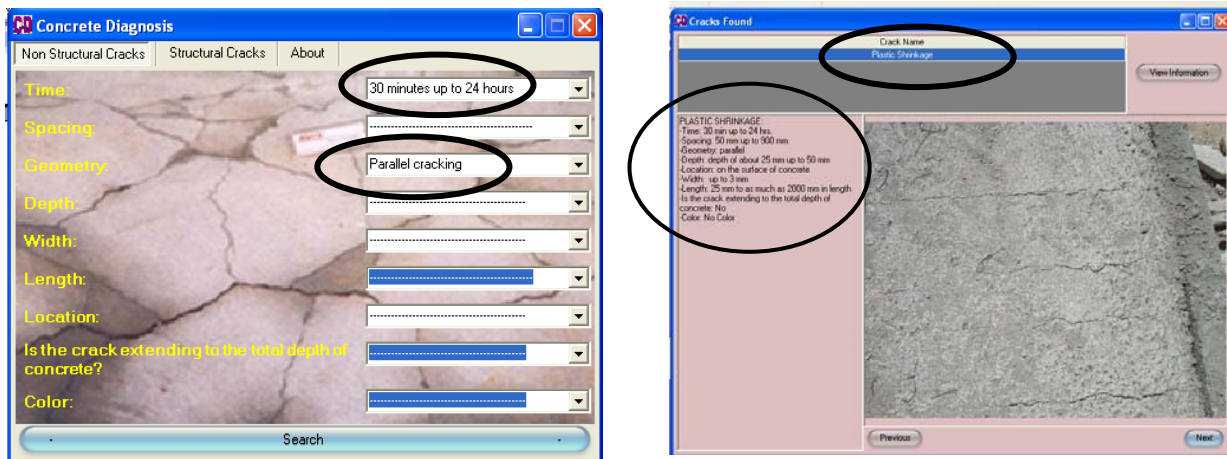 Concrete Diagnosis
Non Structural Cracks Structural Cracks About
Time: 30 minutes up to 24 hours
Spacing: --------------------------------------
Geometry: Parallel cracking
Depth: --------------------------------------
Width: --------------------------------------
Length: --------------------------------------
Location: --------------------------------------
Is the crack extending to the total depth of
concrete? --------------------------------------
Color: --------------------------------------
Search
Cracks Found
Crack Name
Plastic Shrinkage
View Information
PLASTIC SHRINKAGE:
-Time: 30 min up to 24 hrs.
-Spacing: 50 mm up to 900 mm
-Geometry: parallel
-Depth: depth of about 25 mm up to 50 mm
-Location: on the surface of concrete
-Width: up to 3 mm
-Length: 25 mm to as much as 2000 mm in length
-Is the crack extending to the total depth of
concrete: No
-Color: No Color
Previous
Next